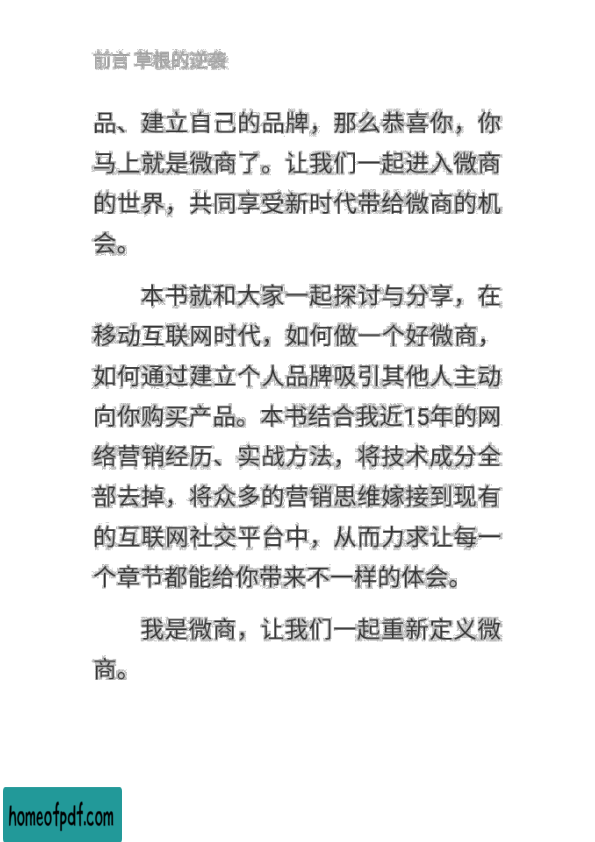 前言 草根的逆袭
品、建立自己的品牌，那么恭喜你，你
马上就是微商了。让我们一起进入微商
的世界，共同享受新时代带给微商的机
会。
本书就和大家一起探讨与分享，在
移动互联网时代，如何做一个好微商，
如何通过建立个人品牌吸引其他人主动
向你购买产品。本书结合我近15年的网
络营销经历、实战方法，将技术成分全
部去掉，将众多的营销思维嫁接到现有
的互联网社交平台中，从而力求让每一
个章节都能给你带来不一样的体会。
我是微商，让我们一起重新定义微
商。
homeofpdf.com